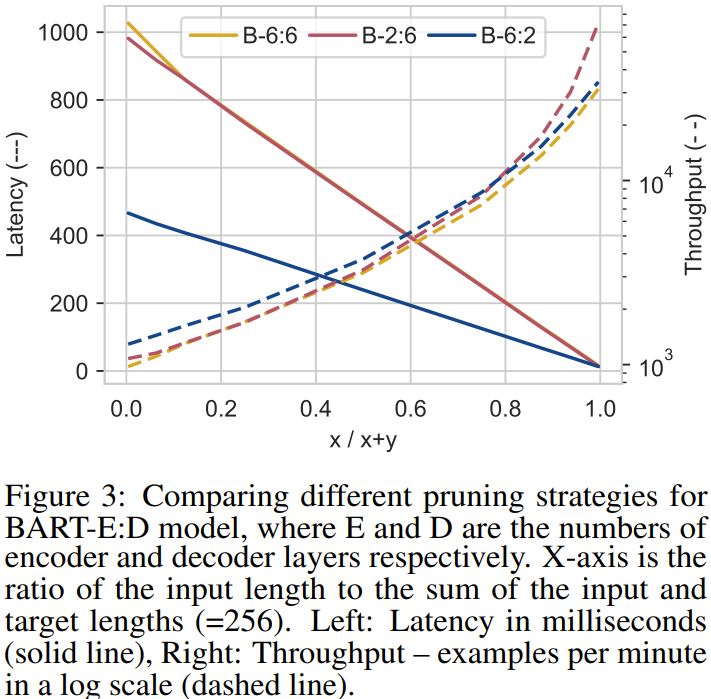 B-6:6 B-2:6 B-6:2
1000
800
600
400
200
0
Latency (---)
10^4
10^3
Throughput (- -)
0.0 0.2 0.4 0.6 0.8 1.0
x / x+y
Figure 3: Comparing different pruning strategies for
BART-E:D model, where E and D are the numbers of
encoder and decoder layers respectively. X-axis is the
ratio of the input length to the sum of the input and
target lengths (=256). Left: Latency in milliseconds
(solid line), Right: Throughput – examples per minute
in a log scale (dashed line).